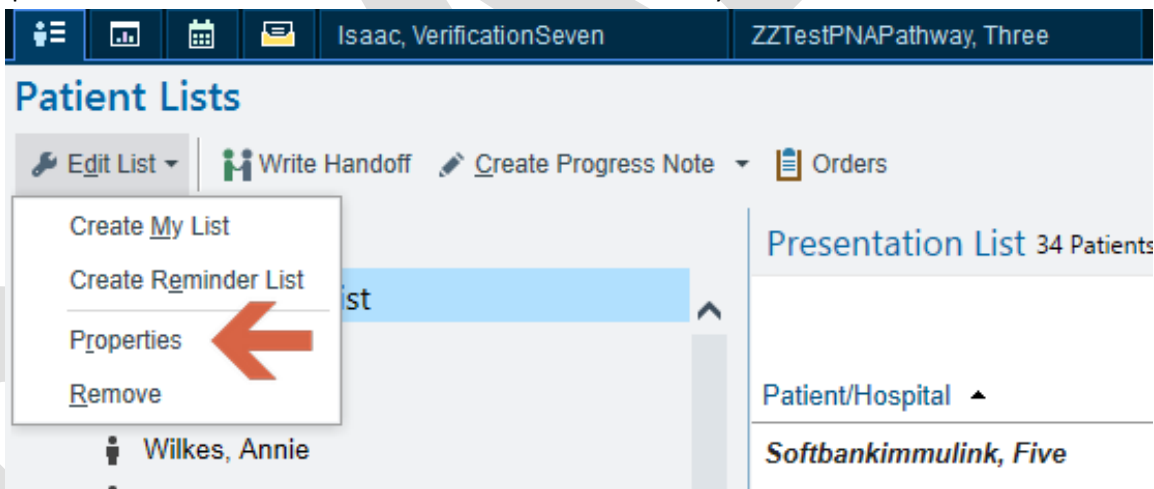 Isaac, VerificationSeven ZZTestPNAPathway, Three
Patient Lists
Edit List Write Handoff Create Progress Note Orders
Create My List
Create Reminder List
Properties
Remove
ist
Wilkes, Annie
Presentation List 34 Patients
Patient/Hospital
Softbankimmulink, Five